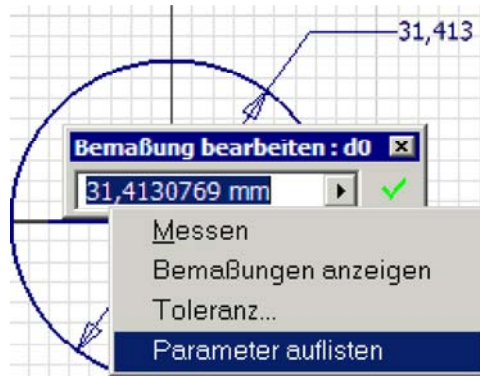 31,413
Bemaßung bearbeiten : d0
31,4130769 mm
Messen
Bemaßungen anzeigen
Toleranz...
Parameter auflisten